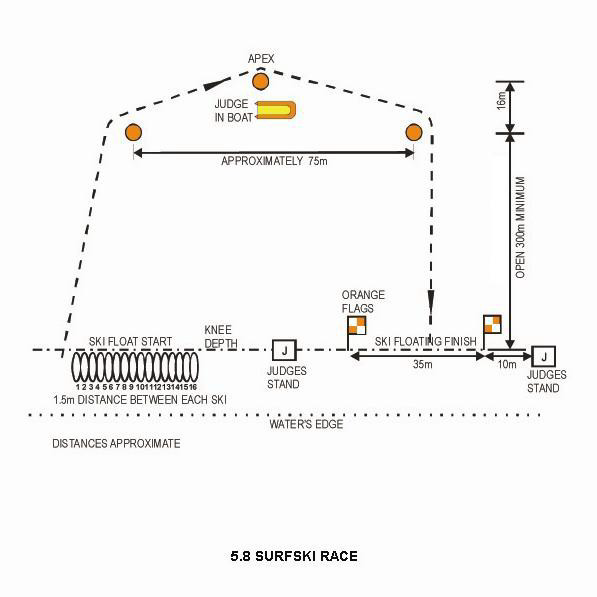 APEX
JUDGE
IN BOAT
16m
APPROXIMATELY 75m
OPEN 300m MINIMUM
ORANGE
FLAGS
SKI FLOAT START
KNEE
DEPTH
SKI FLOATING FINISH
J
JUDGES
STAND
35m
10m
J
JUDGES
STAND
1 2 3 4 5 6 7 8 9 10 11 12 13 14 15 16
1.5m DISTANCE BETWEEN EACH SKI
WATER'S EDGE
DISTANCES APPROXIMATE
5.8 SURFSKI RACE